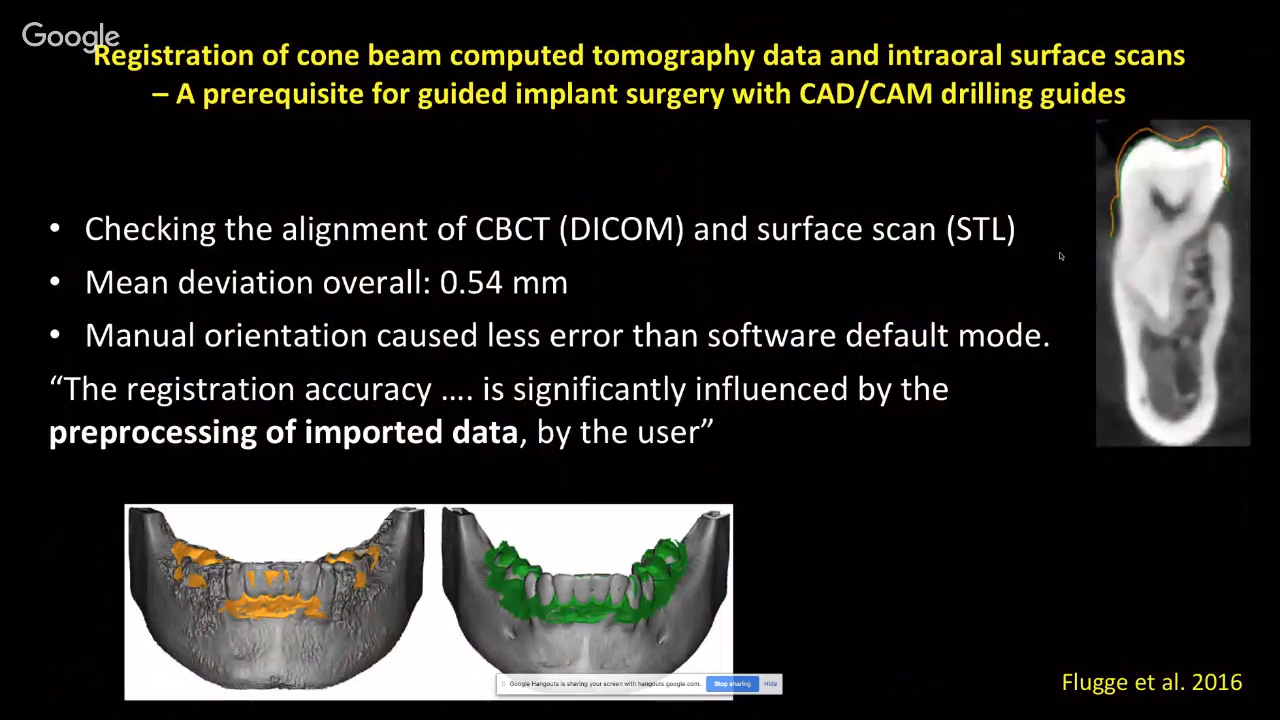 Google
Registration of cone beam computed tomography data and intraoral surface scans
– A prerequisite for guided implant surgery with CAD/CAM drilling guides
• Checking the alignment of CBCT (DICOM) and surface scan (STL)
• Mean deviation overall: 0.54 mm
• Manual orientation caused less error than software default mode.
“The registration accuracy …. is significantly influenced by the
preprocessing of imported data, by the user”
Google Hangouts is sharing your screen with hangouts.google.com. Stop sharing Hide
Flugge et al. 2016